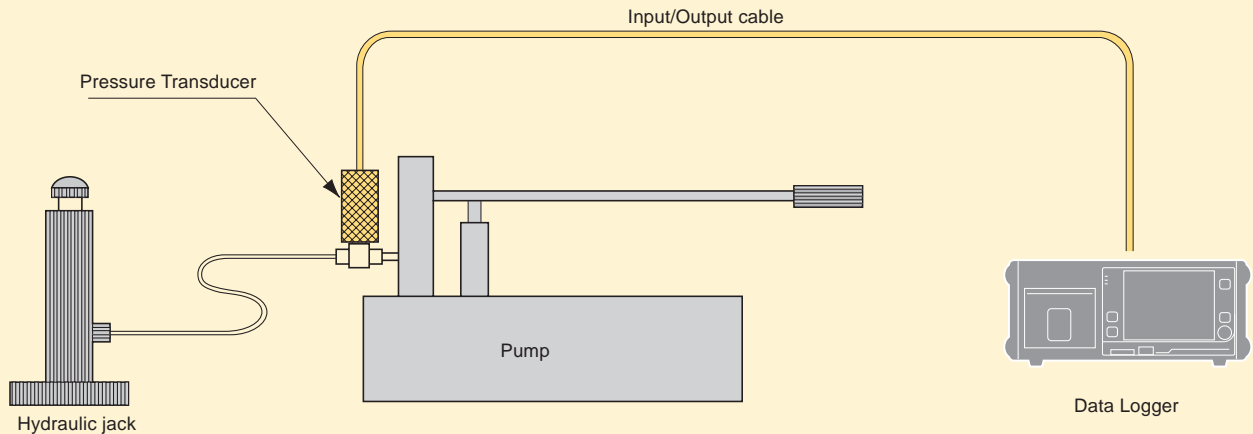 Input/Output cable
Pressure Transducer
Pump
Hydraulic jack
Data Logger